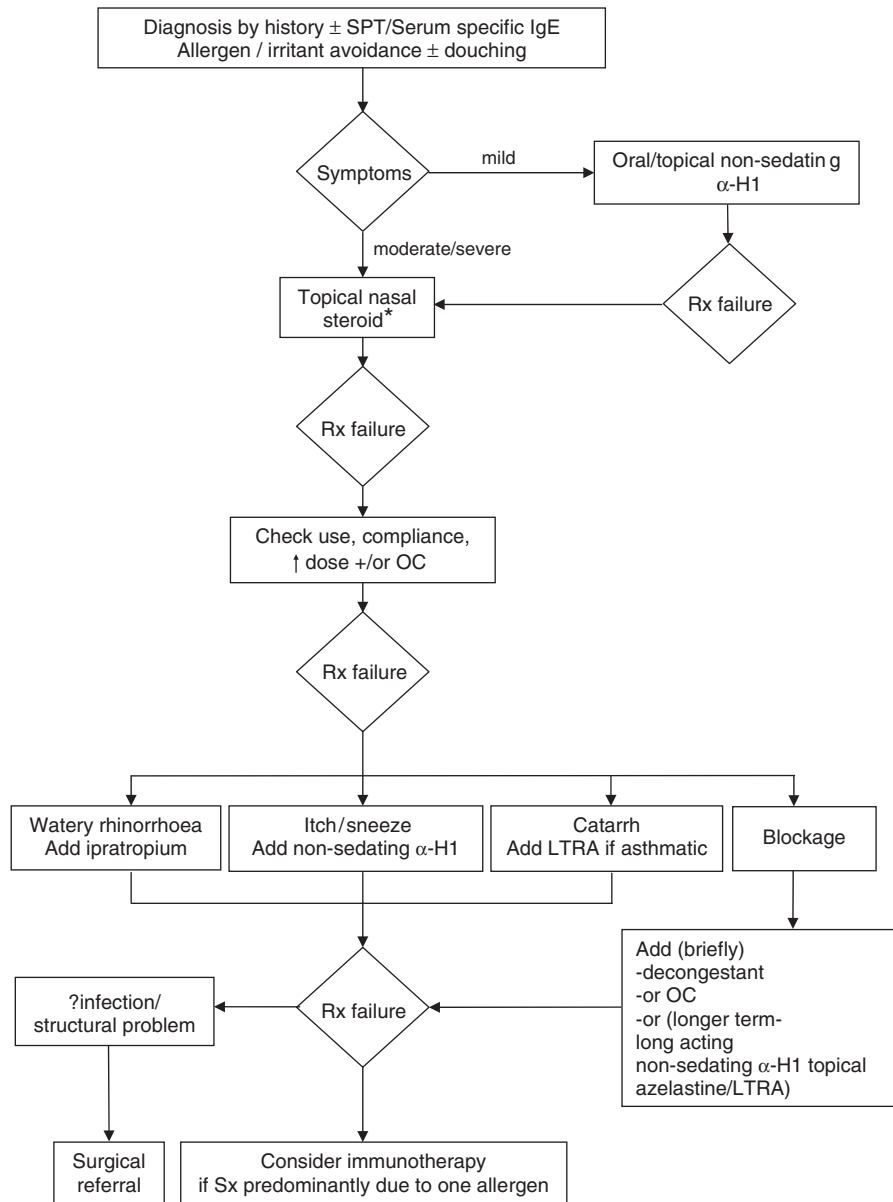 Diagnosis by history ± SPT/Serum specific IgE
Allergen / irritant avoidance ± douching
Symptoms
mild
Oral/topical non-sedatin g
α-H1
moderate/severe
Topical nasal
steroid*
Rx failure
Rx failure
Check use, compliance,
↑ dose +/or OC
Rx failure
Watery rhinorrhoea
Add ipratropium
Itch/sneeze
Add non-sedating α-H1
Catarrh
Add LTRA if asthmatic
Blockage
Add (briefly)
-decongestant
-or OC
-or (longer term-
long acting
non-sedating α-H1 topical
azelastine/LTRA)
Rx failure
?infection/
structural problem
Surgical
referral
Consider immunotherapy
if Sx predominantly due to one allergen